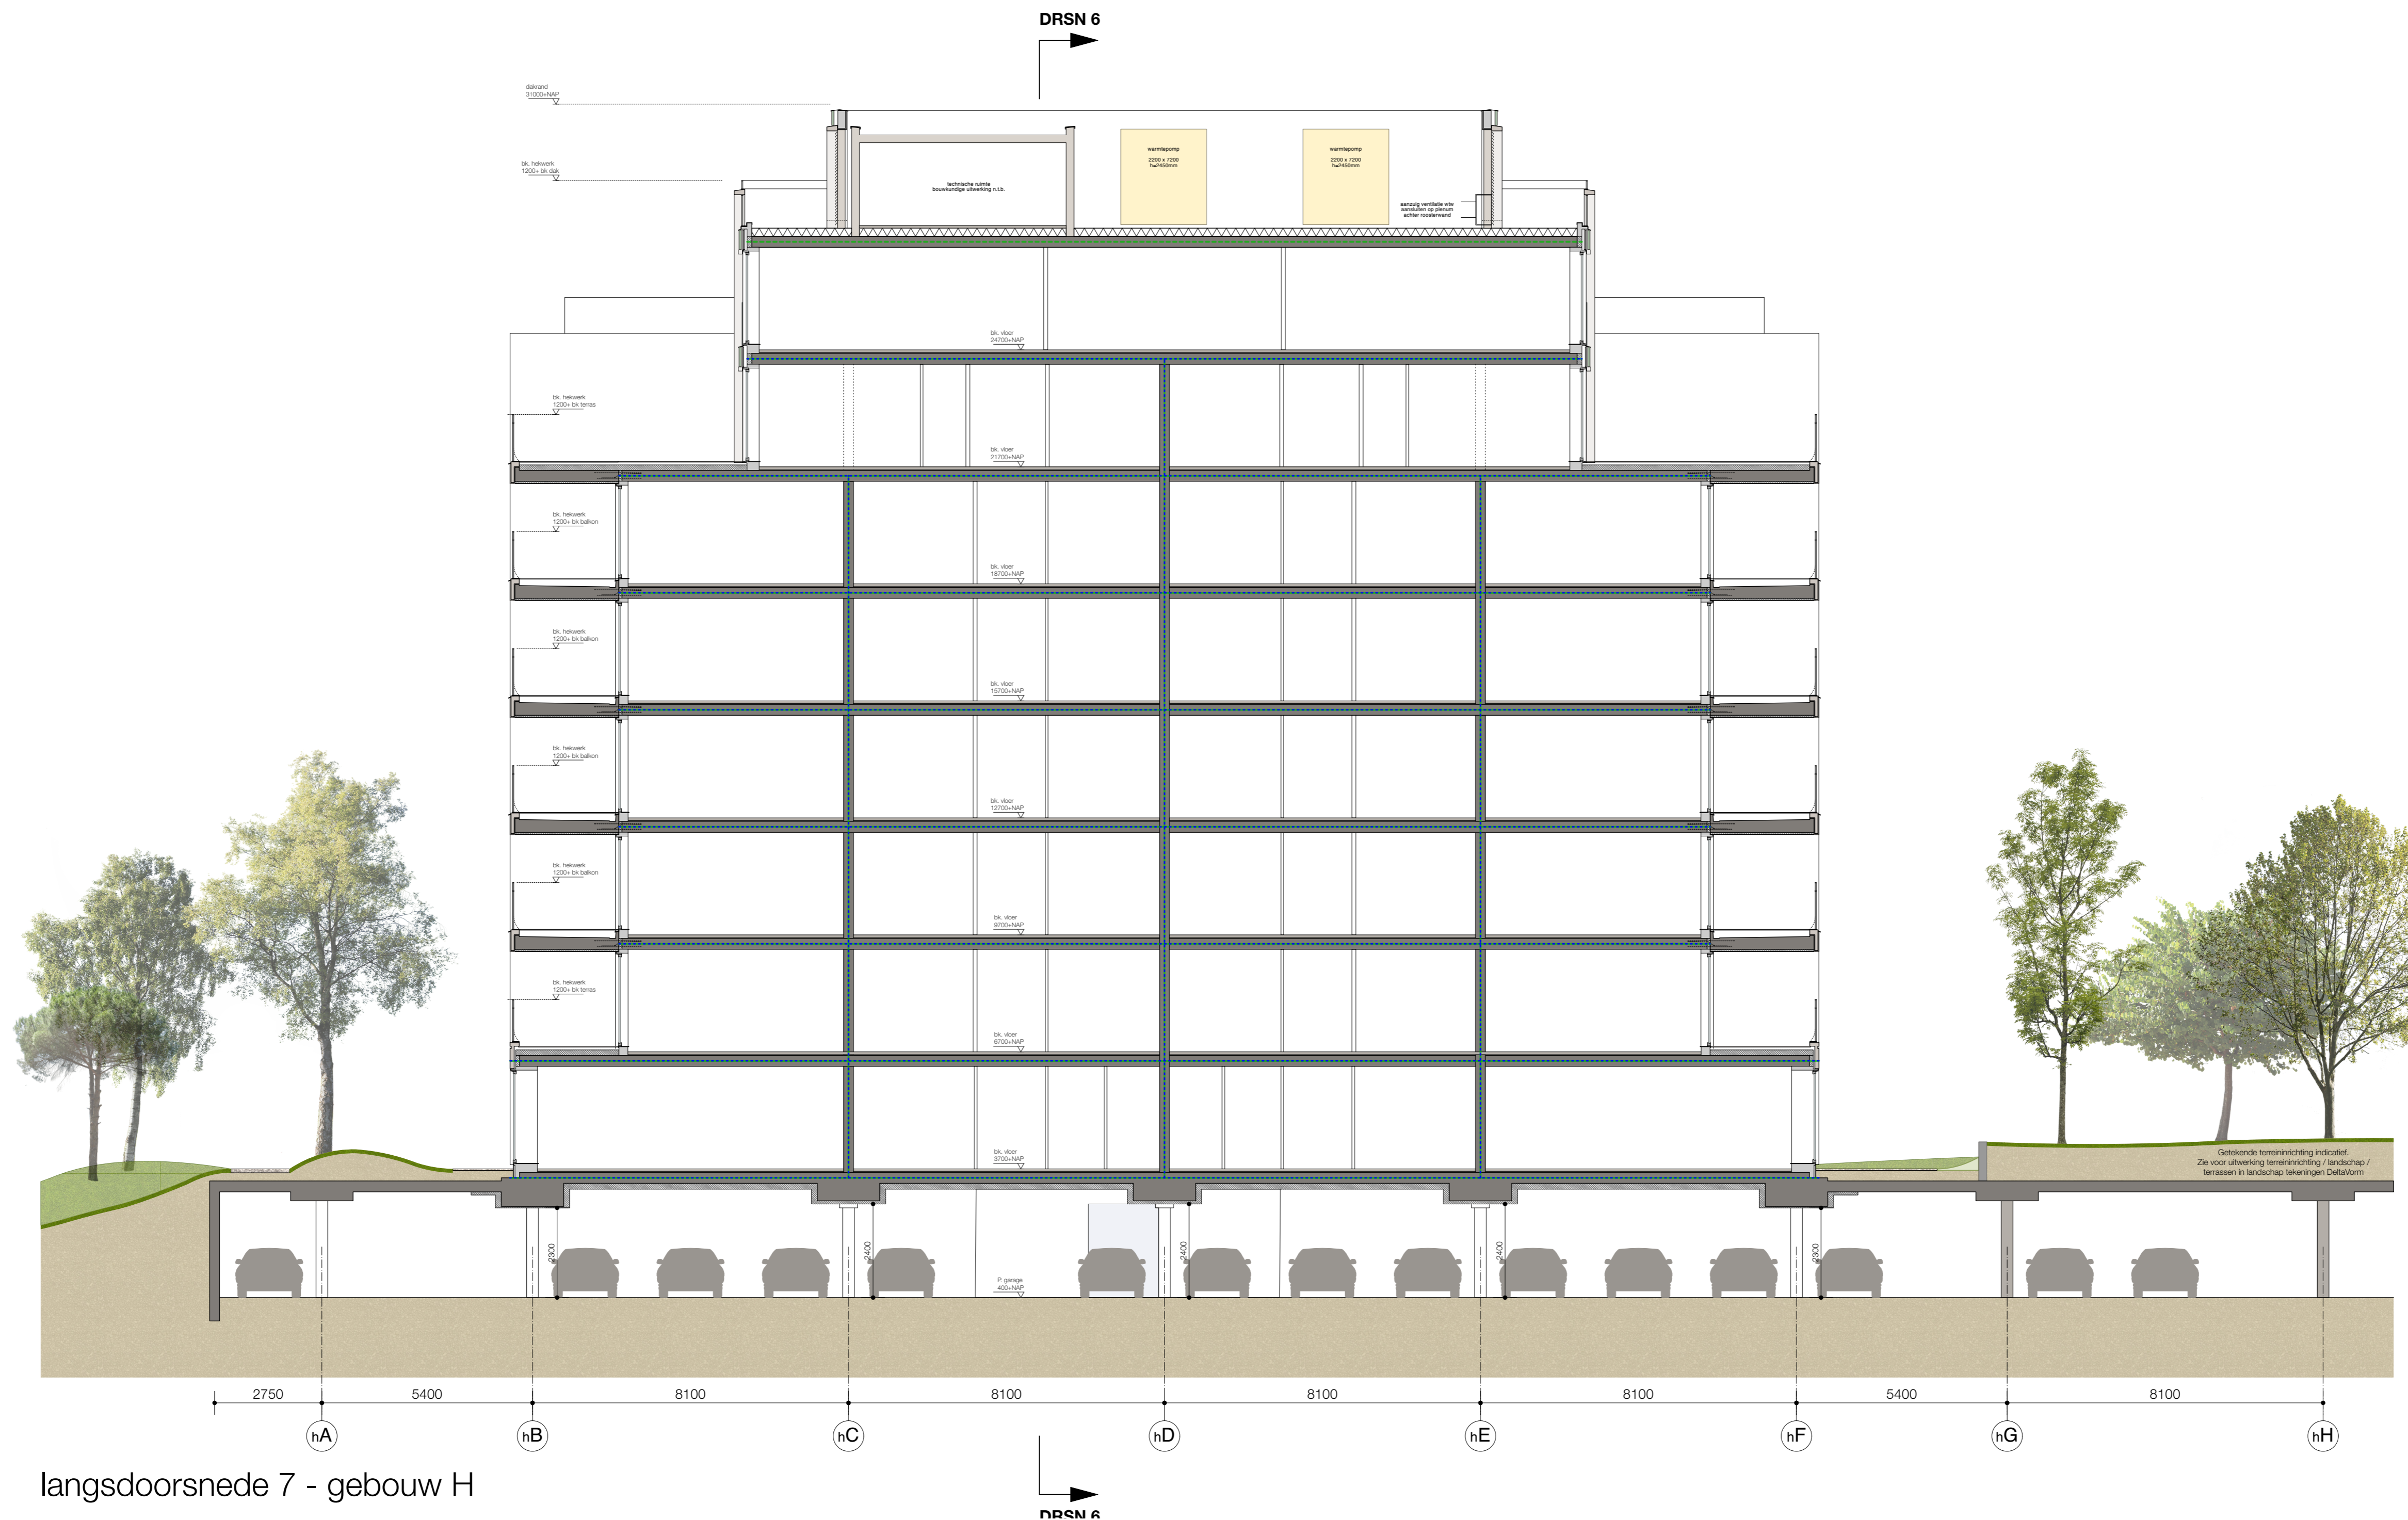 DRSN 6
dakrand
31000+NAP
bk. hekwerk
1200+ bk dak
technische ruimte
bouwkundige uitwerking n.t.b.
warmtepomp
2200 x 7200
h=2450mm
warmtepomp
2200 x 7200
h=2450mm
aanzuig ventilatie wtw
aansluiten op plenum
achter roosterwand
bk. vloer
24700+NAP
bk. hekwerk
1200+ bk terras
bk. vloer
21700+NAP
bk. hekwerk
1200+ bk balkon
bk. vloer
18700+NAP
bk. hekwerk
1200+ bk balkon
bk. vloer
15700+NAP
bk. hekwerk
1200+ bk balkon
bk. vloer
12700+NAP
bk. hekwerk
1200+ bk balkon
bk. vloer
9700+NAP
bk. hekwerk
1200+ bk terras
bk. vloer
6700+NAP
bk. vloer
3700+NAP
Getekende terreininrichting indicatief.
Zie voor uitwerking terreininrichting / landschap /
terrassen in landschap tekeningen DeltaVorm
2300
2400
2400
2400
2300
P. garage
400+NAP
2750 5400 8100 8100 8100 8100 5400 8100
hA hB hC hD hE hF hG hH
langsdoorsnede 7 - gebouw H
DRSN 6